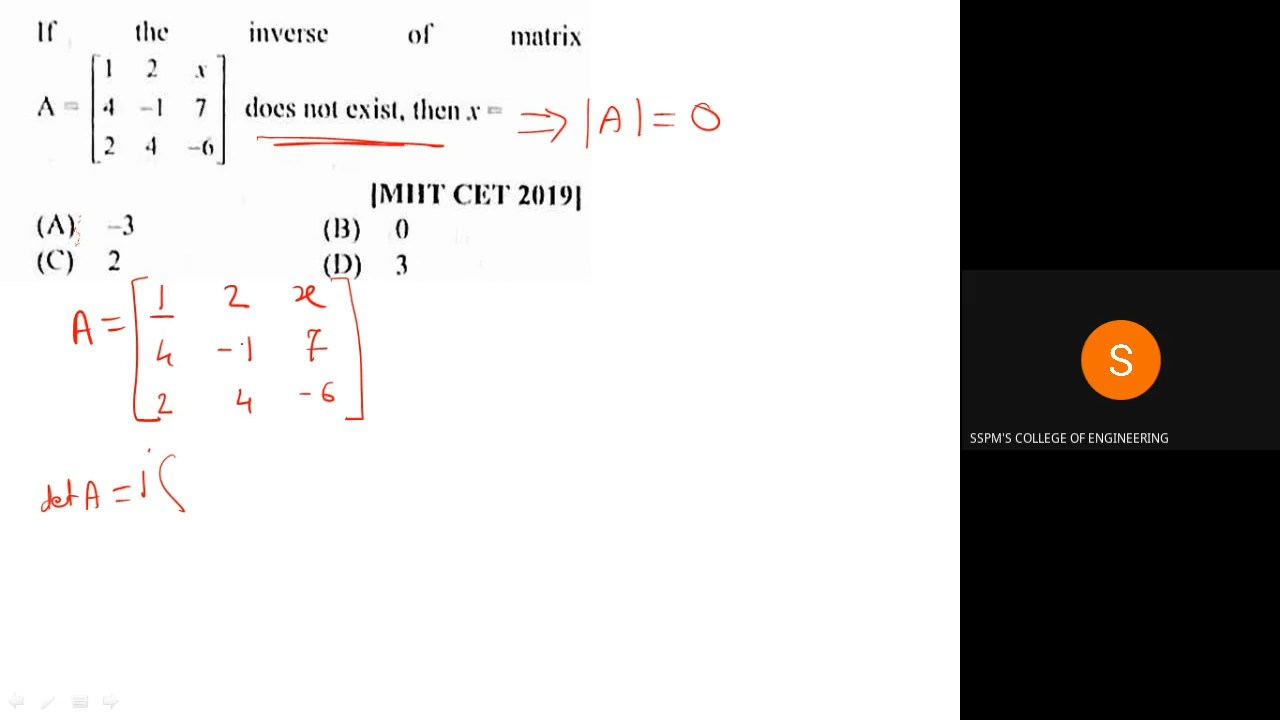 If the inverse of matrix
A = [1 2 x
4 −1 7
2 4 −6] does not exist, then x = ⇒ |A| = 0
[MHT CET 2019]
(A) −3 (B) 0
(C) 2 (D) 3
A = [1 2 x
4 −1 7
2 4 −6]
det A = 1(
S
SSPM'S COLLEGE OF ENGINEERING